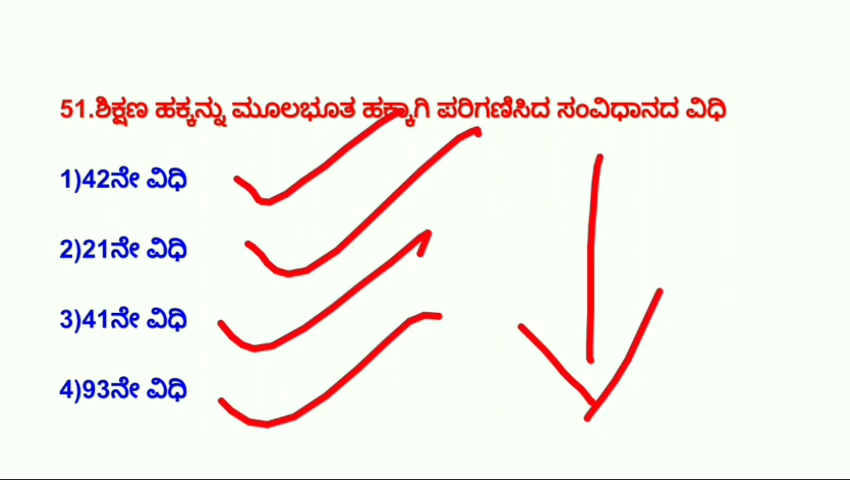 51.ಶಿಕ್ಷಣ ಹಕ್ಕನ್ನು ಮೂಲಭೂತ ಹಕ್ಕಾಗಿ ಪರಿಗಣಿಸಿದ ಸಂವಿಧಾನದ ವಿಧಿ
1)42ನೇ ವಿಧಿ
2)21ನೇ ವಿಧಿ
3)41ನೇ ವಿಧಿ
4)93ನೇ ವಿಧಿ